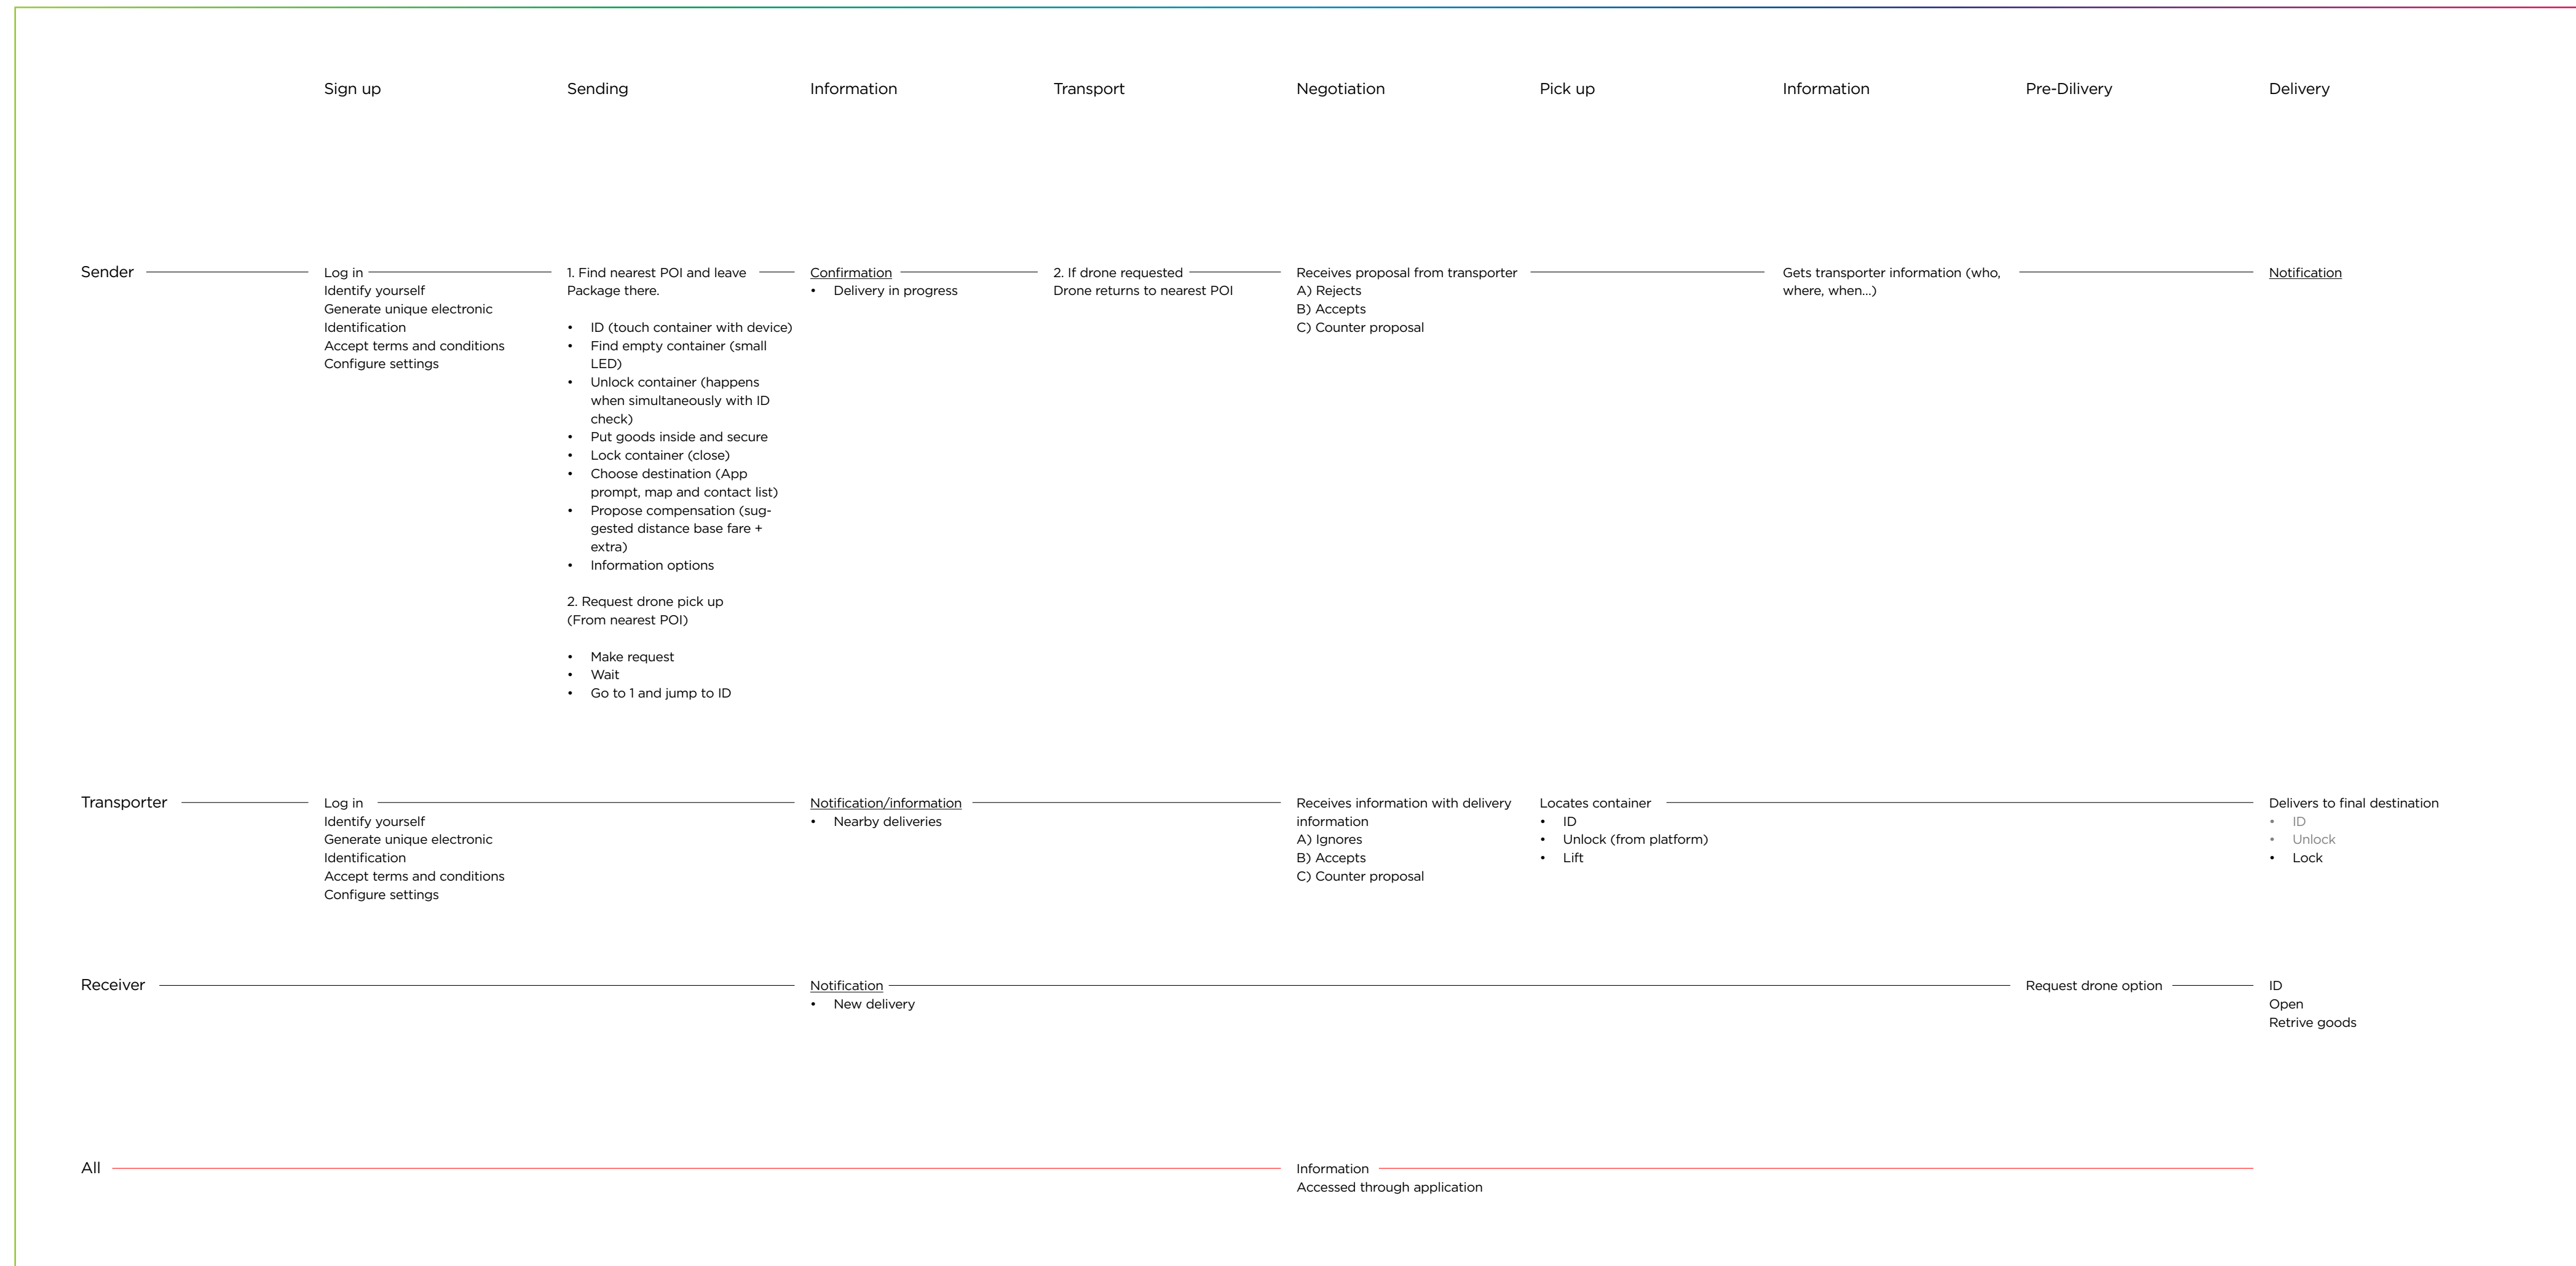 Sign up
Sending
Information
Transport
Negotiation
Pick up
Information
Pre-Dilivery
Delivery
Sender
Log in
Identify yourself
Generate unique electronic
Identification
Accept terms and conditions
Configure settings
1. Find nearest POI and leave
Package there.
• ID (touch container with device)
• Find empty container (small
LED)
• Unlock container (happens
when simultaneously with ID
check)
• Put goods inside and secure
• Lock container (close)
• Choose destination (App
prompt, map and contact list)
• Propose compensation (sug-
gested distance base fare +
extra)
• Information options
2. Request drone pick up
(From nearest POI)
• Make request
• Wait
• Go to 1 and jump to ID
Confirmation
• Delivery in progress
2. If drone requested
Drone returns to nearest POI
Receives proposal from transporter
A) Rejects
B) Accepts
C) Counter proposal
Gets transporter information (who,
where, when...)
Notification
Transporter
Log in
Identify yourself
Generate unique electronic
Identification
Accept terms and conditions
Configure settings
Notification/information
• Nearby deliveries
Receives information with delivery
information
A) Ignores
B) Accepts
C) Counter proposal
Locates container
• ID
• Unlock (from platform)
• Lift
Delivers to final destination
• ID
• Unlock
• Lock
Receiver
Notification
• New delivery
Request drone option
ID
Open
Retrive goods
All
Information
Accessed through application